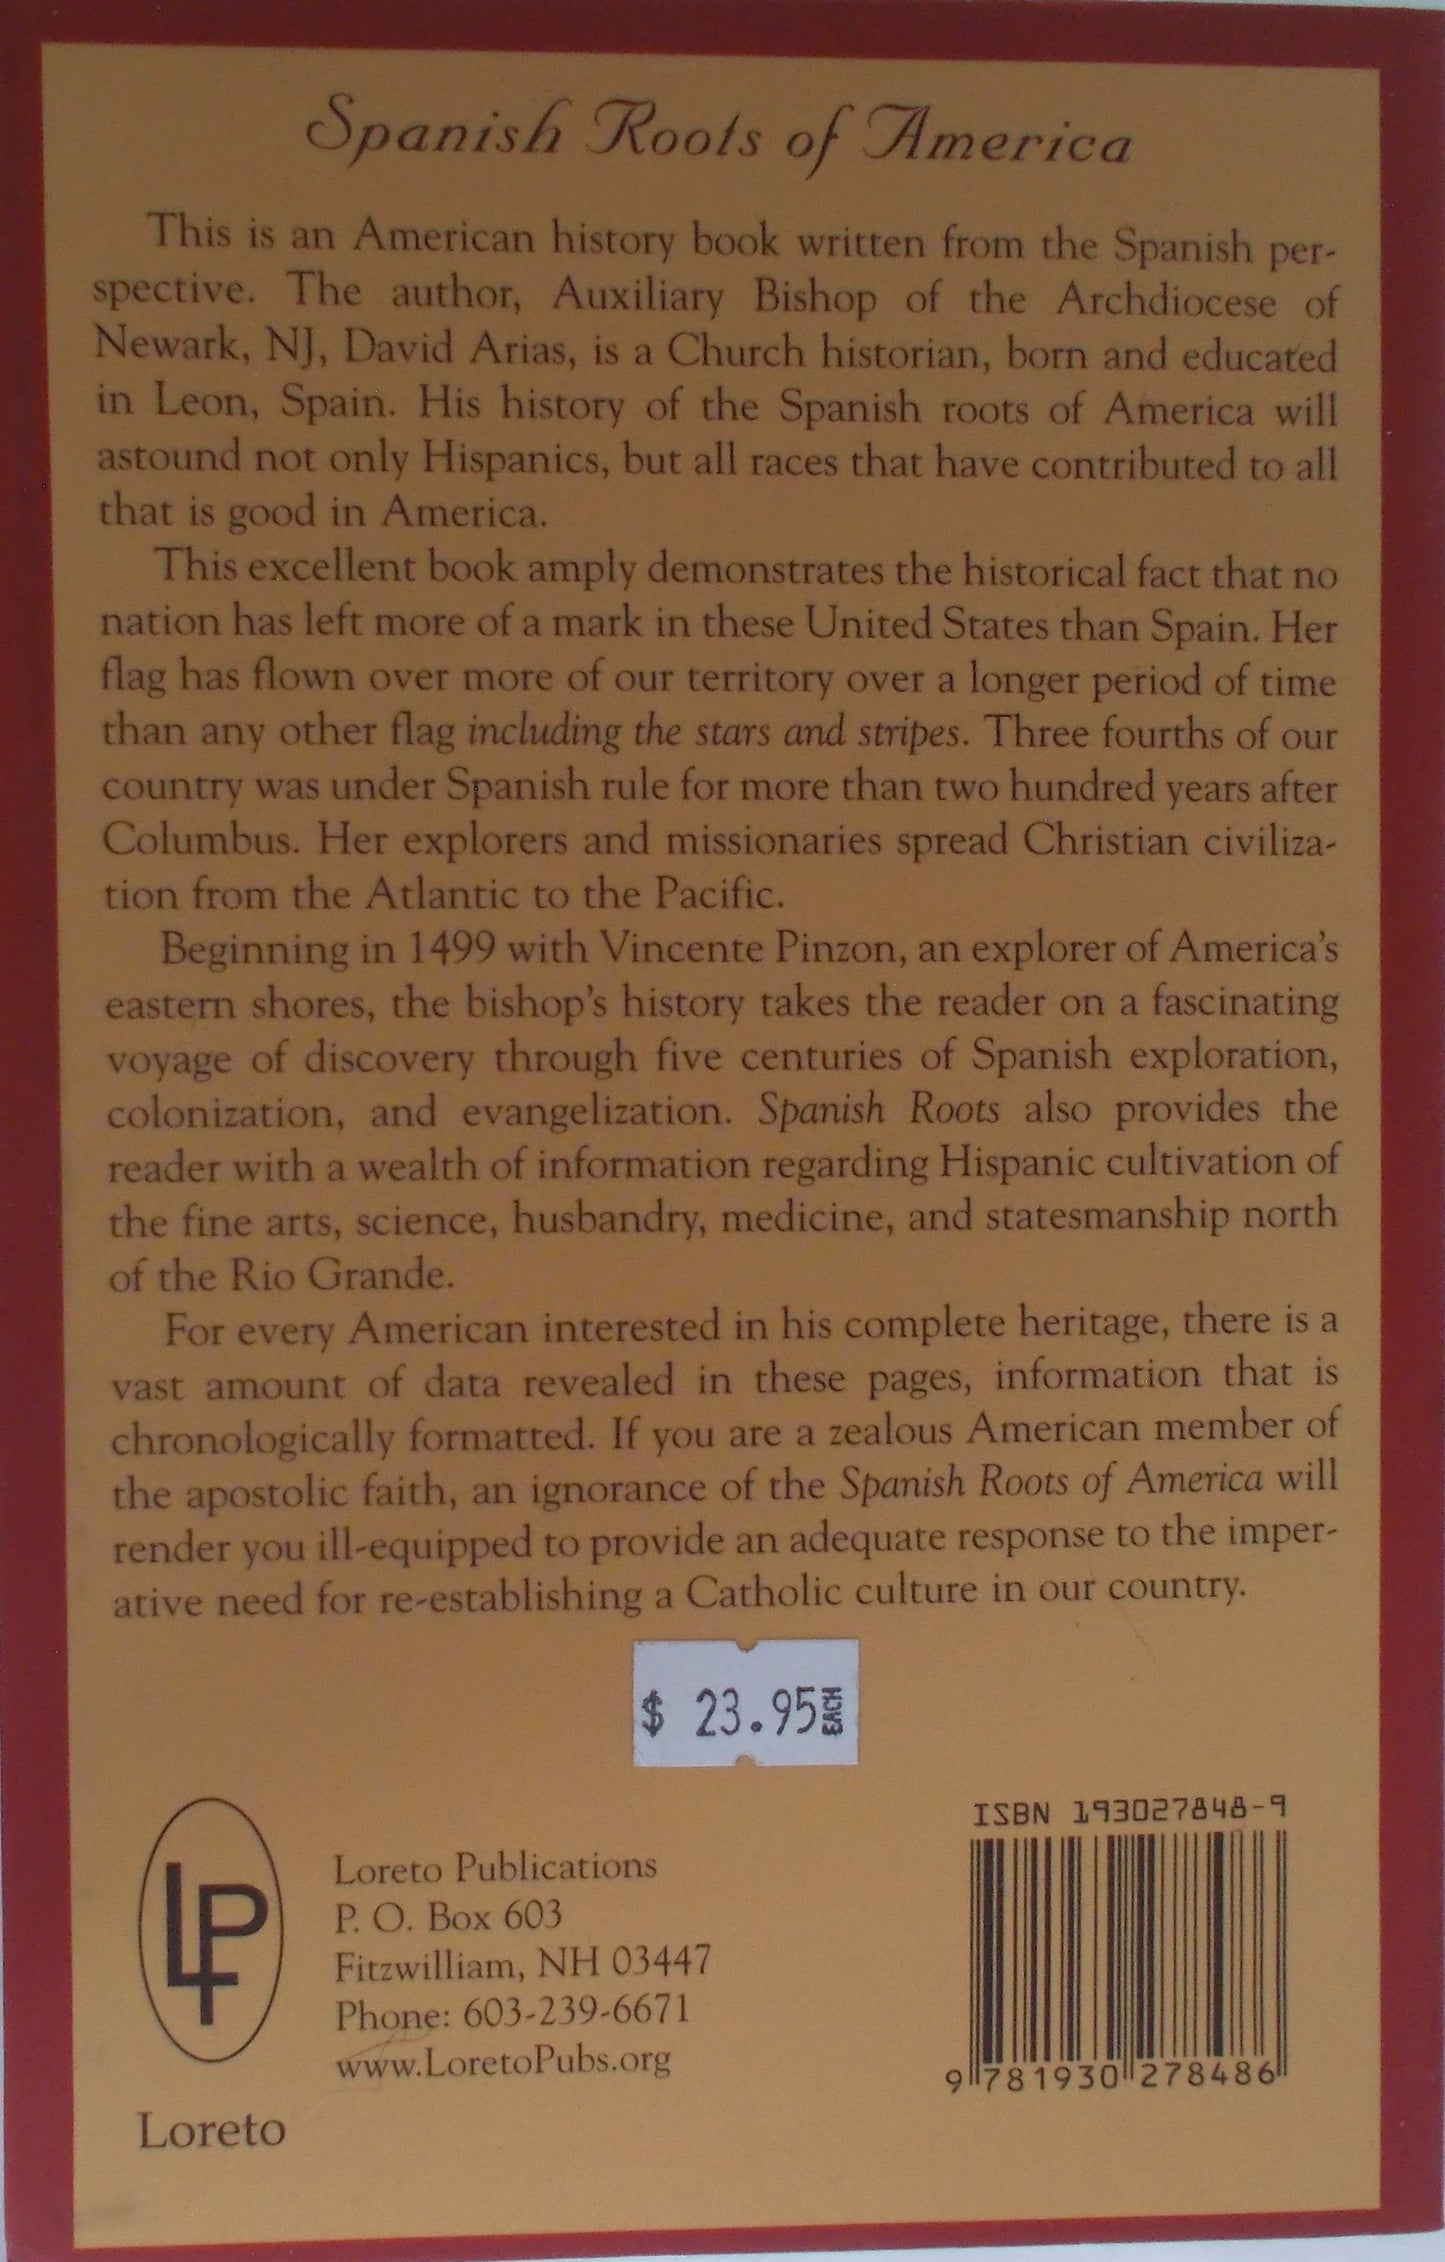 Spanish Roots of America
This is an American history book written from the Spanish per-
spective. The author, Auxiliary Bishop of the Archdiocese of
Newark, NJ, David Arias, is a Church historian, born and educated
in Leon, Spain. His history of the Spanish roots of America will
astound not only Hispanics, but all races that have contributed to all
that is good in America.
This excellent book amply demonstrates the historical fact that no
nation has left more of a mark in these United States than Spain. Her
flag has flown over more of our territory over a longer period of time
than any other flag including the stars and stripes. Three fourths of our
country was under Spanish rule for more than two hundred years after
Columbus. Her explorers and missionaries spread Christian civiliza-
tion from the Atlantic to the Pacific.
Beginning in 1499 with Vincente Pinzon, an explorer of America's
eastern shores, the bishop's history takes the reader on a fascinating
voyage of discovery through five centuries of Spanish exploration,
colonization, and evangelization. Spanish Roots also provides the
reader with a wealth of information regarding Hispanic cultivation of
the fine arts, science, husbandry, medicine, and statesmanship north
of the Rio Grande.
For every American interested in his complete heritage, there is a
vast amount of data revealed in these pages, information that is
chronologically formatted. If you are a zealous American member of
the apostolic faith, an ignorance of the Spanish Roots of America will
render you ill-equipped to provide an adequate response to the imper-
ative need for re-establishing a Catholic culture in our country.
$ 23.95 EACH
LP
Loreto
Loreto Publications
P. O. Box 603
Fitzwilliam, NH 03447
Phone: 603-239-6671
www.LoretoPubs.org
ISBN 193027848-9
9 781930 278486